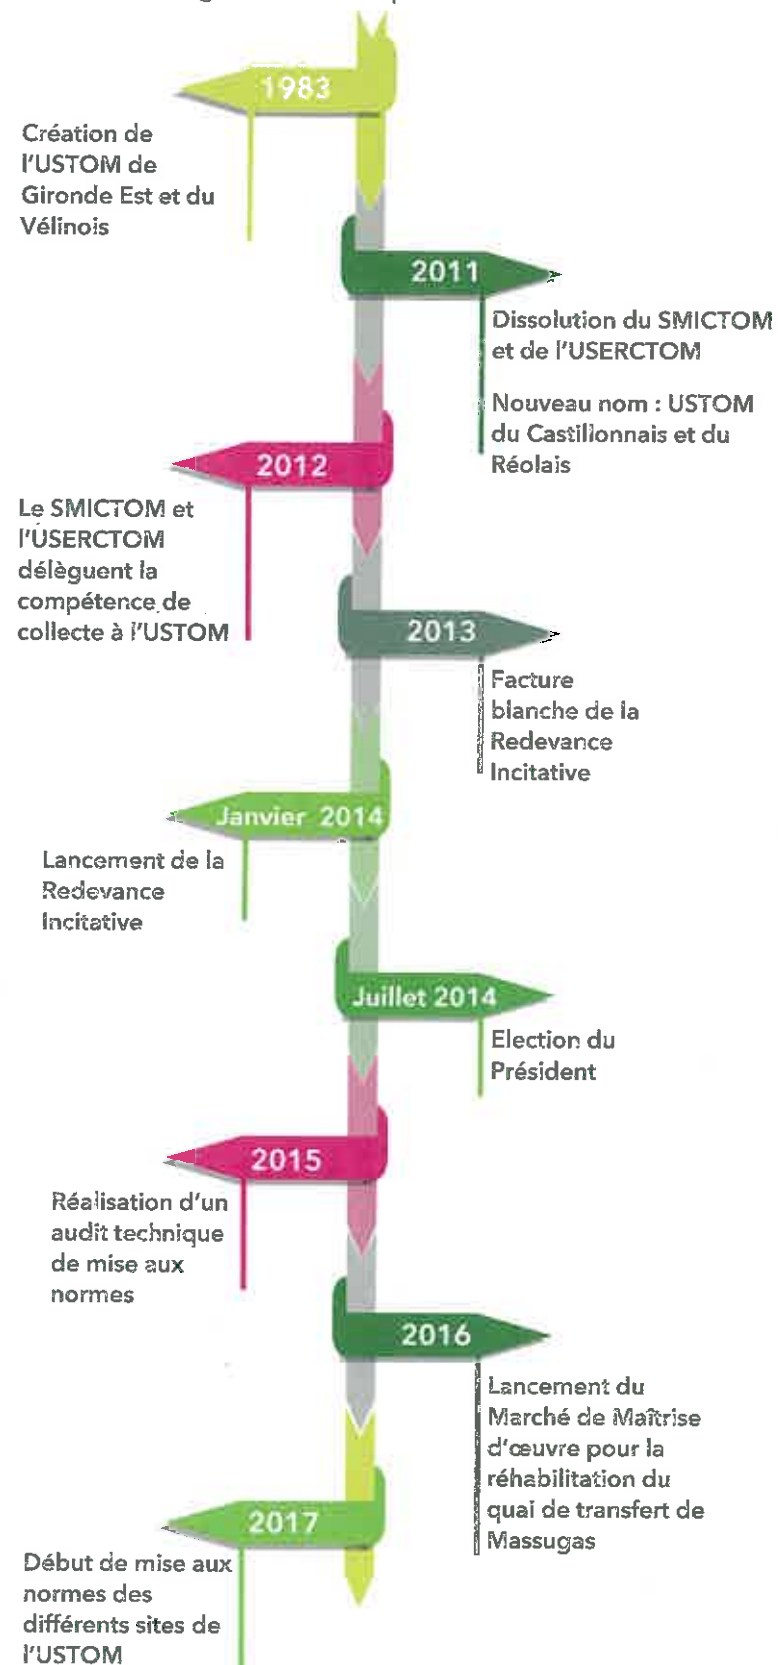 1983
Création de
l'USTOM de
Gironde Est et du
Vélinois
2011
Dissolution du SMICTOM
et de l'USERCTOM
Nouveau nom : USTOM
du Castillonnais et du
Réolais
2012
Le SMICTOM et
l'USERCTOM
délèguent la
compétence de
collecte à l'USTOM
2013
Facture
blanche de la
Redevance
Incitative
Janvier 2014
Lancement de la
Redevance
Incitative
Juillet 2014
Election du
Président
2015
Réalisation d'un
audit technique
de mise aux
normes
2016
Lancement du
Marché de Maîtrise
d'œuvre pour la
réhabilitation du
quai de transfert de
Massugas
2017
Début de mise aux
normes des
différents sites de
l'USTOM